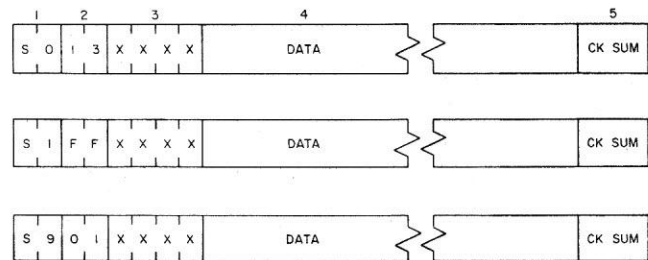 1 2 3 4 5
S 0 1 3 X X X X DATA CK SUM
S 1 F F X X X X DATA CK SUM
S 9 0 1 X X X X DATA CK SUM